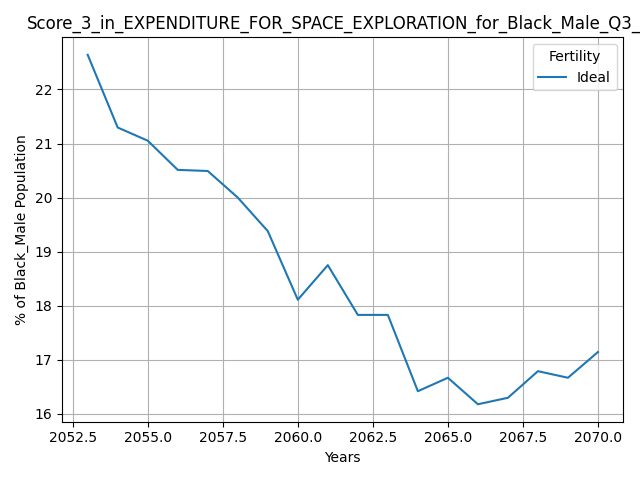 Score_3_in_EXPENDITURE_FOR_SPACE_EXPLORATION_for_Black_Male_Q3_
Fertility
Ideal
22
21
20
19
18
17
16
% of Black_Male Population
2052.5 2055.0 2057.5 2060.0 2062.5 2065.0 2067.5 2070.0
Years